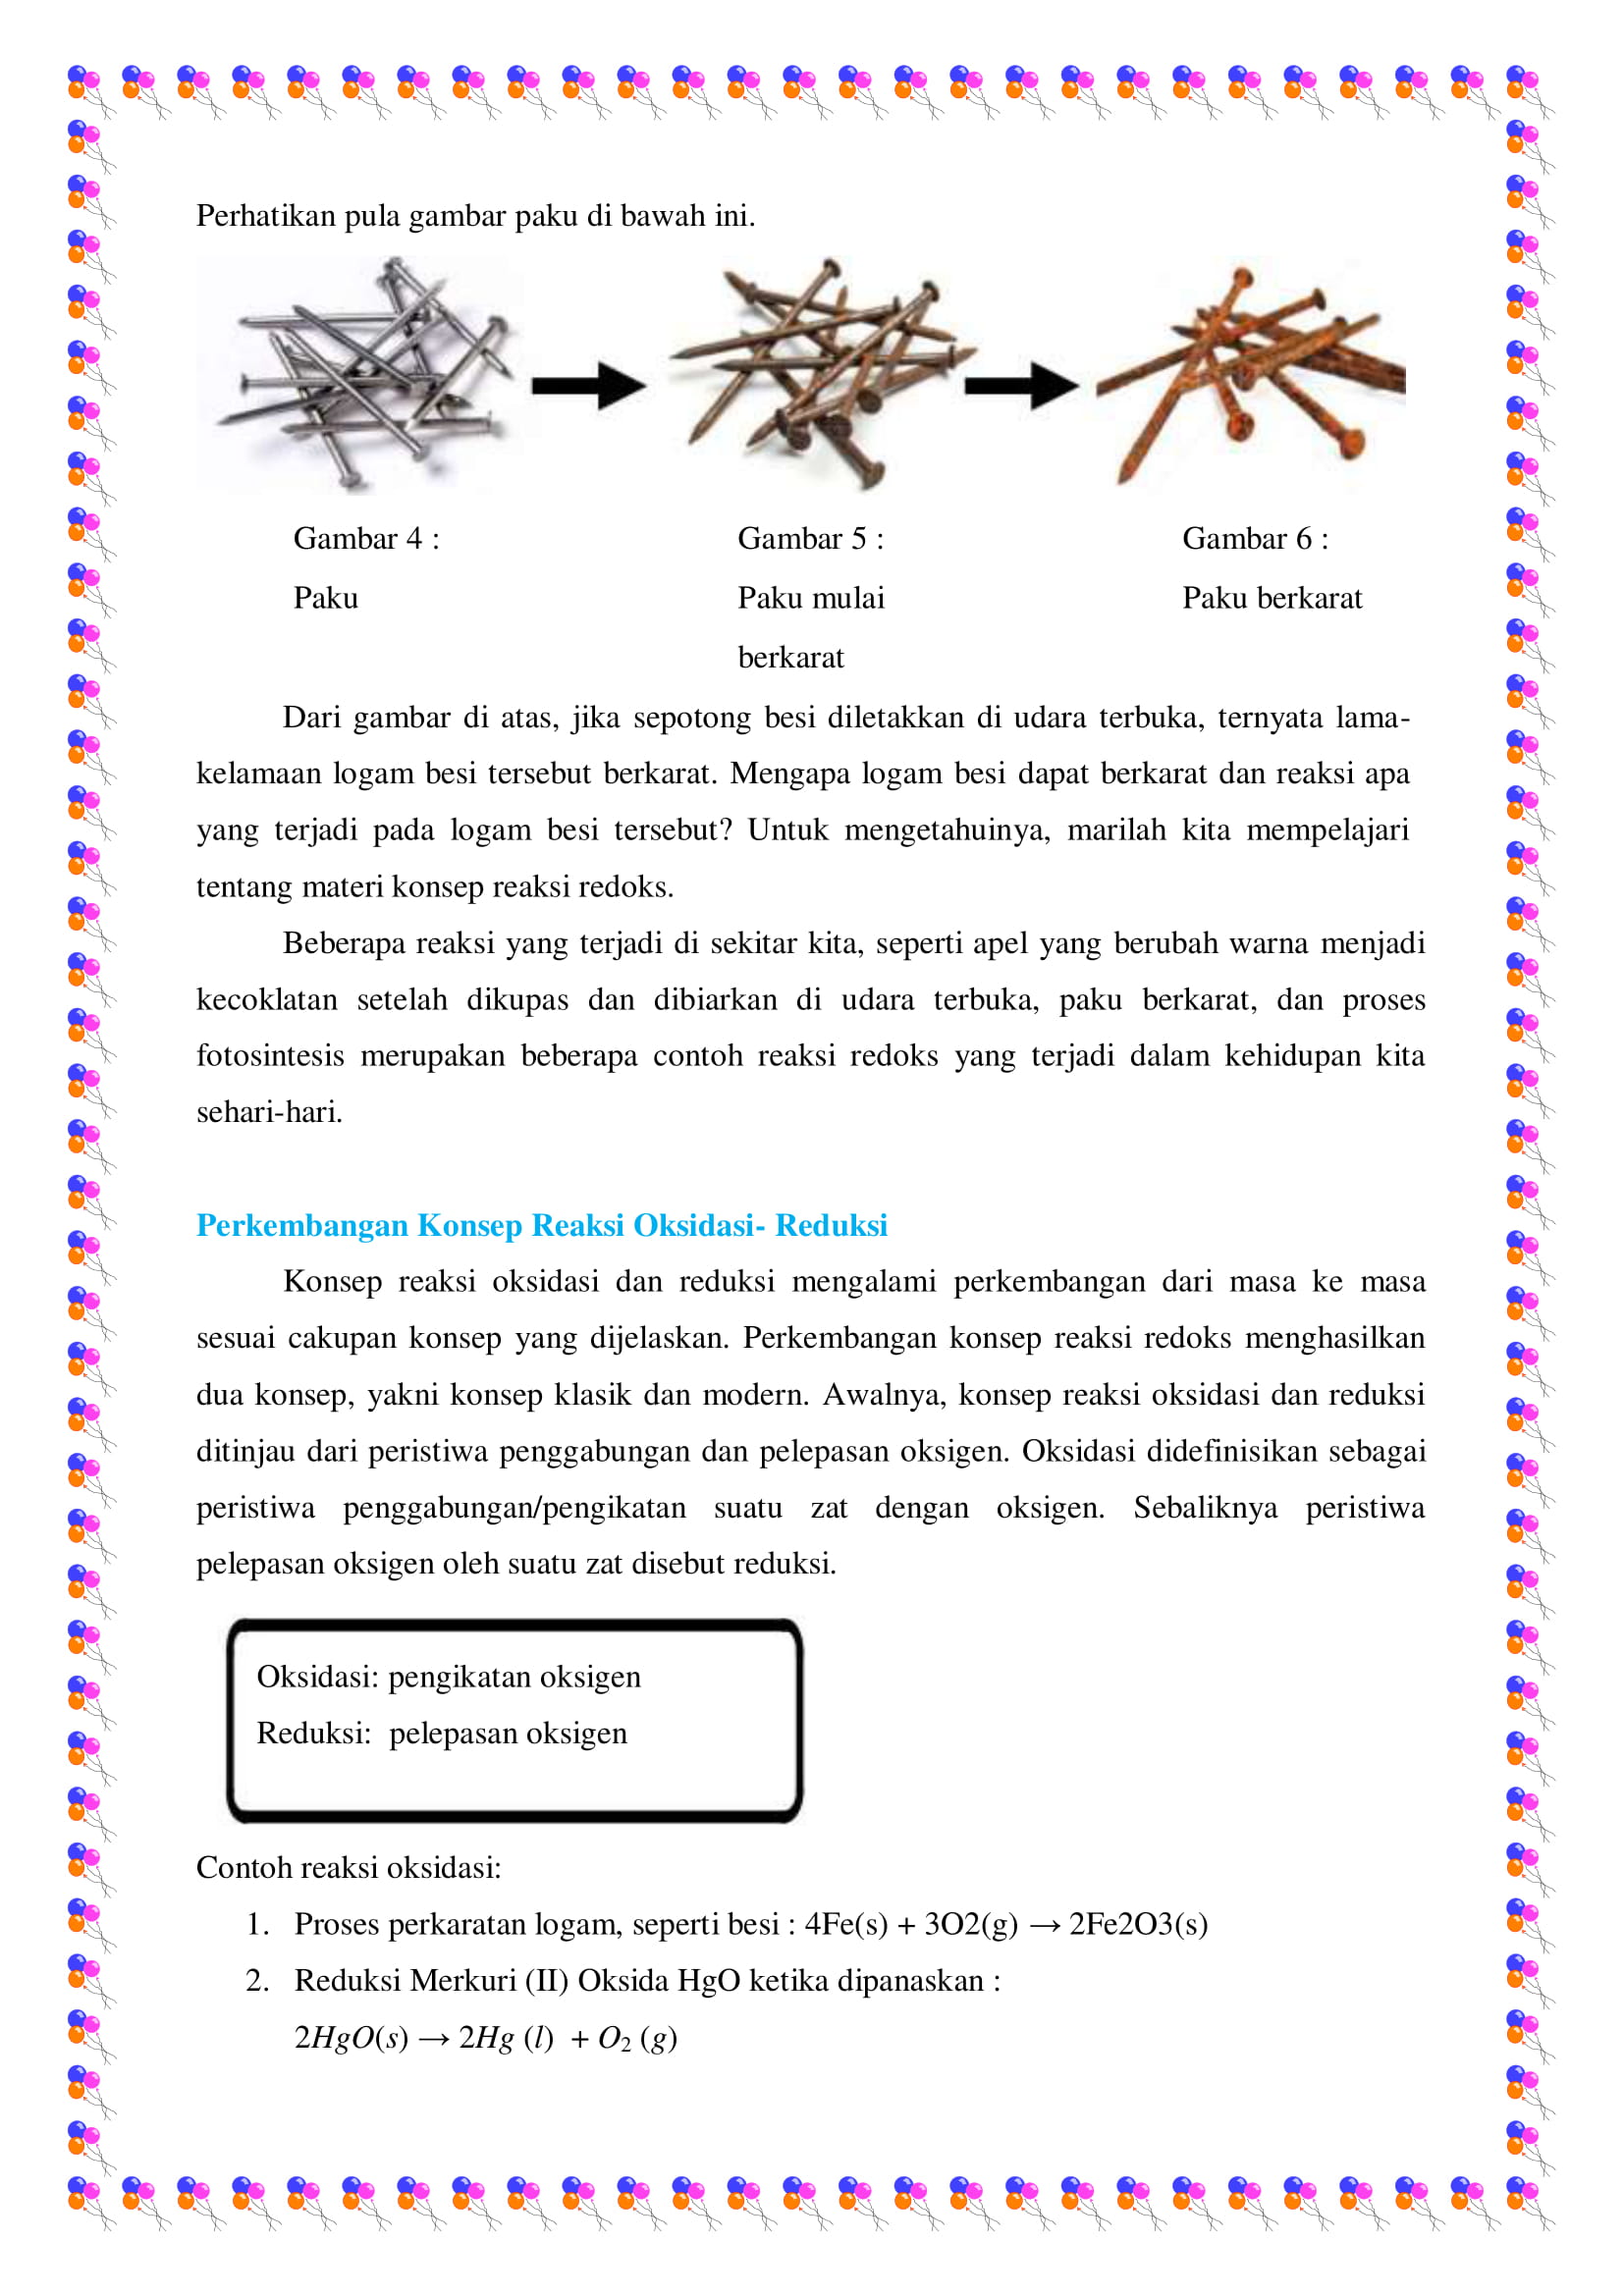 Perhatikan pula gambar paku di bawah ini.
Gambar 4 :
Paku
Gambar 5 :
Paku mulai
berkarat
Gambar 6 :
Paku berkarat
Dari gambar di atas, jika sepotong besi diletakkan di udara terbuka, ternyata lama-
kelamaan logam besi tersebut berkarat. Mengapa logam besi dapat berkarat dan reaksi apa
yang terjadi pada logam besi tersebut? Untuk mengetahuinya, marilah kita mempelajari
tentang materi konsep reaksi redoks.
Beberapa reaksi yang terjadi di sekitar kita, seperti apel yang berubah warna menjadi
kecoklatan setelah dikupas dan dibiarkan di udara terbuka, paku berkarat, dan proses
fotosintesis merupakan beberapa contoh reaksi redoks yang terjadi dalam kehidupan kita
sehari-hari.
Perkembangan Konsep Reaksi Oksidasi- Reduksi
Konsep reaksi oksidasi dan reduksi mengalami perkembangan dari masa ke masa
sesuai cakupan konsep yang dijelaskan. Perkembangan konsep reaksi redoks menghasilkan
dua konsep, yakni konsep klasik dan modern. Awalnya, konsep reaksi oksidasi dan reduksi
ditinjau dari peristiwa penggabungan dan pelepasan oksigen. Oksidasi didefinisikan sebagai
peristiwa penggabungan/pengikatan suatu zat dengan oksigen. Sebaliknya peristiwa
pelepasan oksigen oleh suatu zat disebut reduksi.
Oksidasi: pengikatan oksigen
Reduksi: pelepasan oksigen
Contoh reaksi oksidasi:
1. Proses perkaratan logam, seperti besi : 4Fe(s) + 3O2(g) → 2Fe2O3(s)
2. Reduksi Merkuri (II) Oksida HgO ketika dipanaskan :
2HgO(s) → 2Hg (l) + O₂ (g)